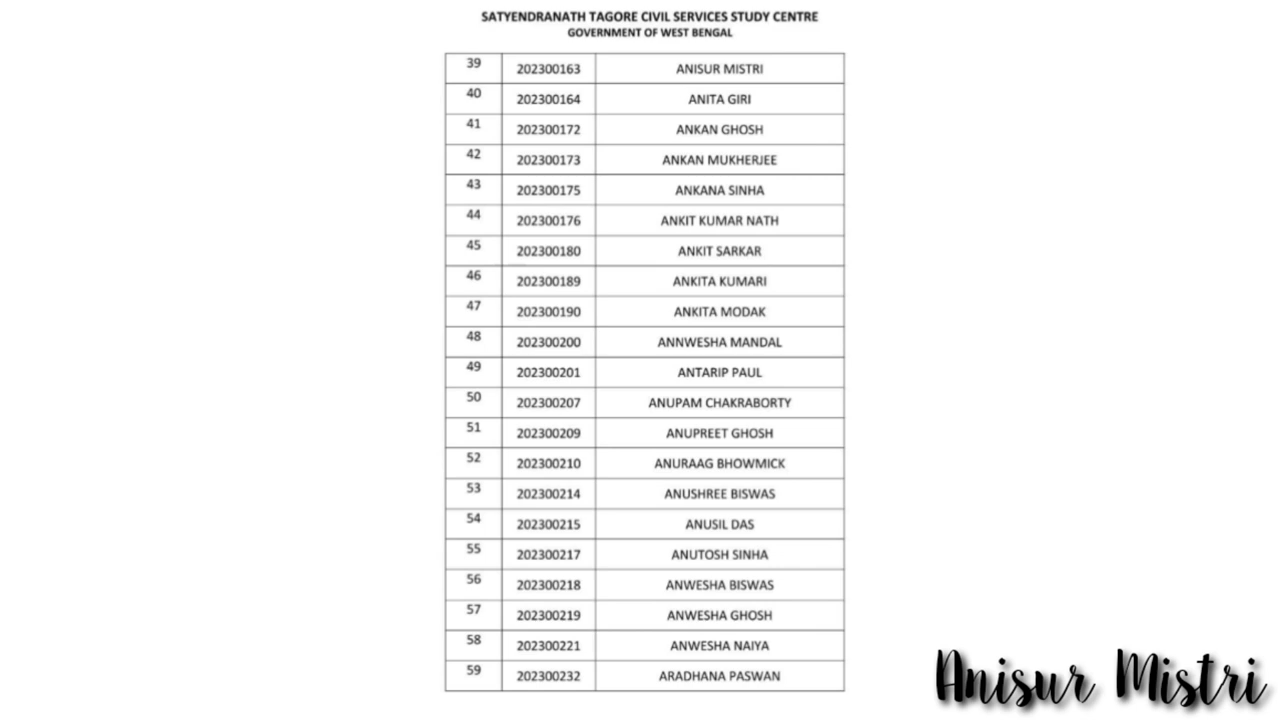 SATYENDRANATH TAGORE CIVIL SERVICES STUDY CENTRE
GOVERNMENT OF WEST BENGAL
39 202300163 ANISUR MISTRI
40 202300164 ANITA GIRI
41 202300172 ANKAN GHOSH
42 202300173 ANKAN MUKHERJEE
43 202300175 ANKANA SINHA
44 202300176 ANKIT KUMAR NATH
45 202300180 ANKIT SARKAR
46 202300189 ANKITA KUMARI
47 202300190 ANKITA MODAK
48 202300200 ANNWESHA MANDAL
49 202300201 ANTARIP PAUL
50 202300207 ANUPAM CHAKRABORTY
51 202300209 ANUPREET GHOSH
52 202300210 ANURAAG BHOWMICK
53 202300214 ANUSHREE BISWAS
54 202300215 ANUSIL DAS
55 202300217 ANUTOSH SINHA
56 202300218 ANWESHA BISWAS
57 202300219 ANWESHA GHOSH
58 202300221 ANWESHA NAIYA
59 202300232 ARADHANA PASWAN
Anisur Mistri